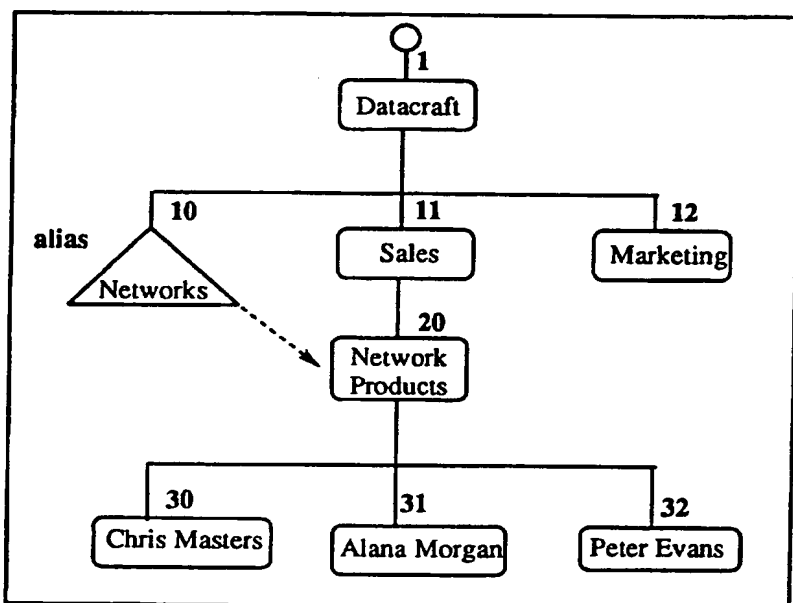 1
Datacraft
10
11
12
alias
Sales
Marketing
Networks
20
Network
Products
30
31
32
Chris Masters
Alana Morgan
Peter Evans